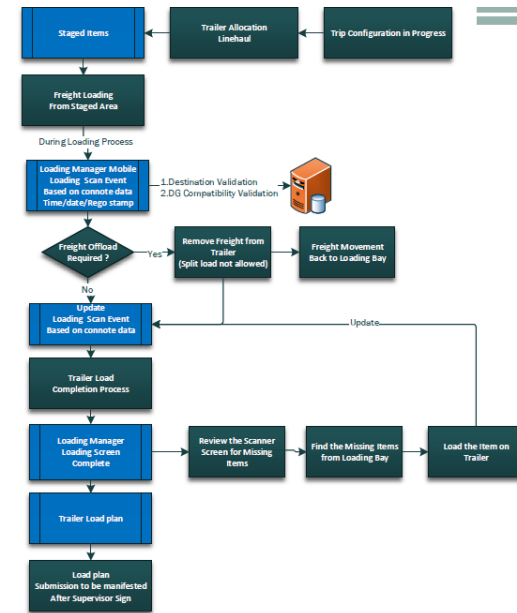 Staged Items
Trailer Allocation
Linehaul
Trip Configuration in Progress
Freight Loading
From Staged Area
During Loading Process
Loading Manager Mobile
Loading Scan Event
Based on connote data
Time/date/Rego stamp
1.Destination Validation
2.DG Compatibility Validation
Freight Offload
Required ?
Yes
Remove Freight from
Trailer
(Split load not allowed)
Freight Movement
Back to Loading Bay
No
Update
Loading Scan Event
Based on connote data
Update
Trailer Load
Completion Process
Loading Manager
Loading Screen
Complete
Review the Scanner
Screen for Missing
Items
Find the Missing Items
from Loading Bay
Load the Item on
Trailer
Trailer Load plan
Load plan
Submission to be manifested
After Supervisor Sign